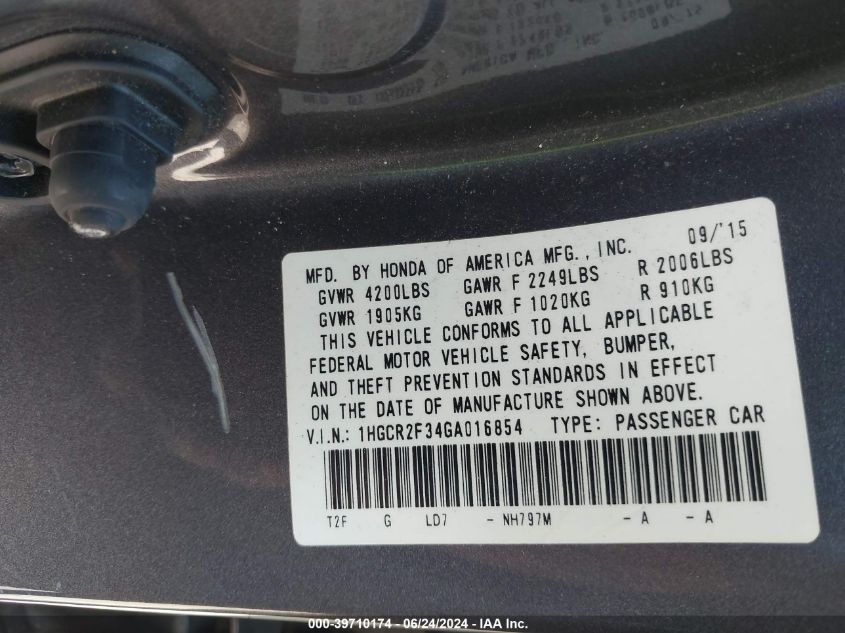 MFD. BY HONDA OF AMERICA MFG., INC. 09/'15
GVWR 4200LBS GAWR F 2249LBS R 2006LBS
GVWR 1905KG GAWR F 1020KG R 910KG
THIS VEHICLE CONFORMS TO ALL APPLICABLE
FEDERAL MOTOR VEHICLE SAFETY, BUMPER,
AND THEFT PREVENTION STANDARDS IN EFFECT
ON THE DATE OF MANUFACTURE SHOWN ABOVE.
V.I.N.: 1HGCR2F34GA016854 TYPE: PASSENGER CAR
T2F G LD7 - NH797M - A - A
000-39710174 - 06/24/2024 - IAA Inc.